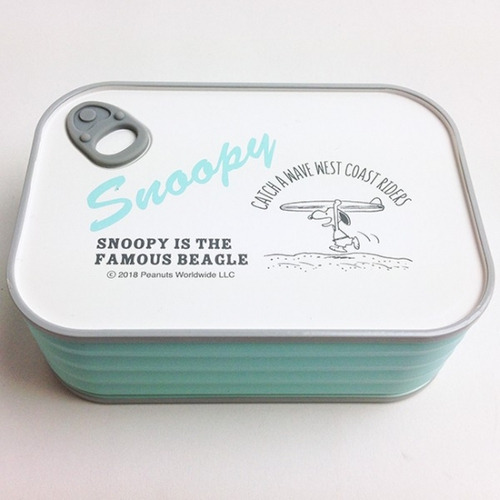 Snoopy
CATCH A WAVE WEST COAST RIDERS
SNOOPY IS THE
FAMOUS BEAGLE
© 2018 Peanuts Worldwide LLC